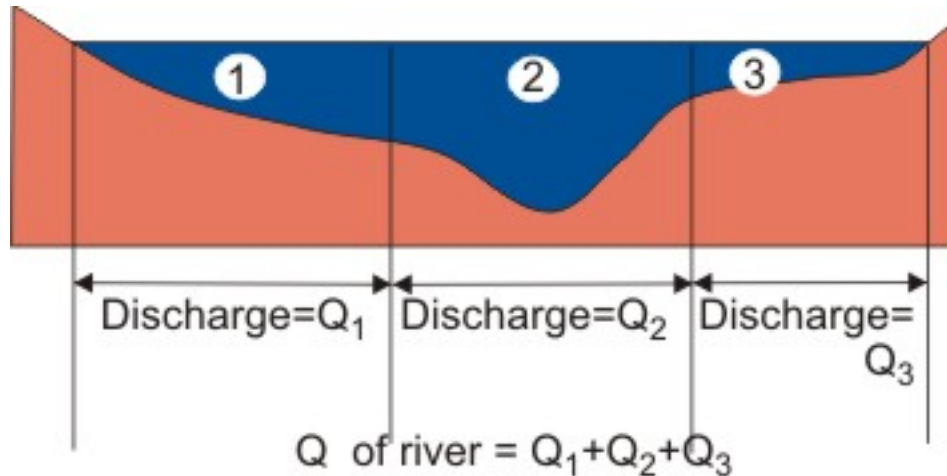 1
2
3
Discharge=Q₁
Discharge=Q₂
Discharge=
Q₃
Q of river = Q₁+Q₂+Q₃